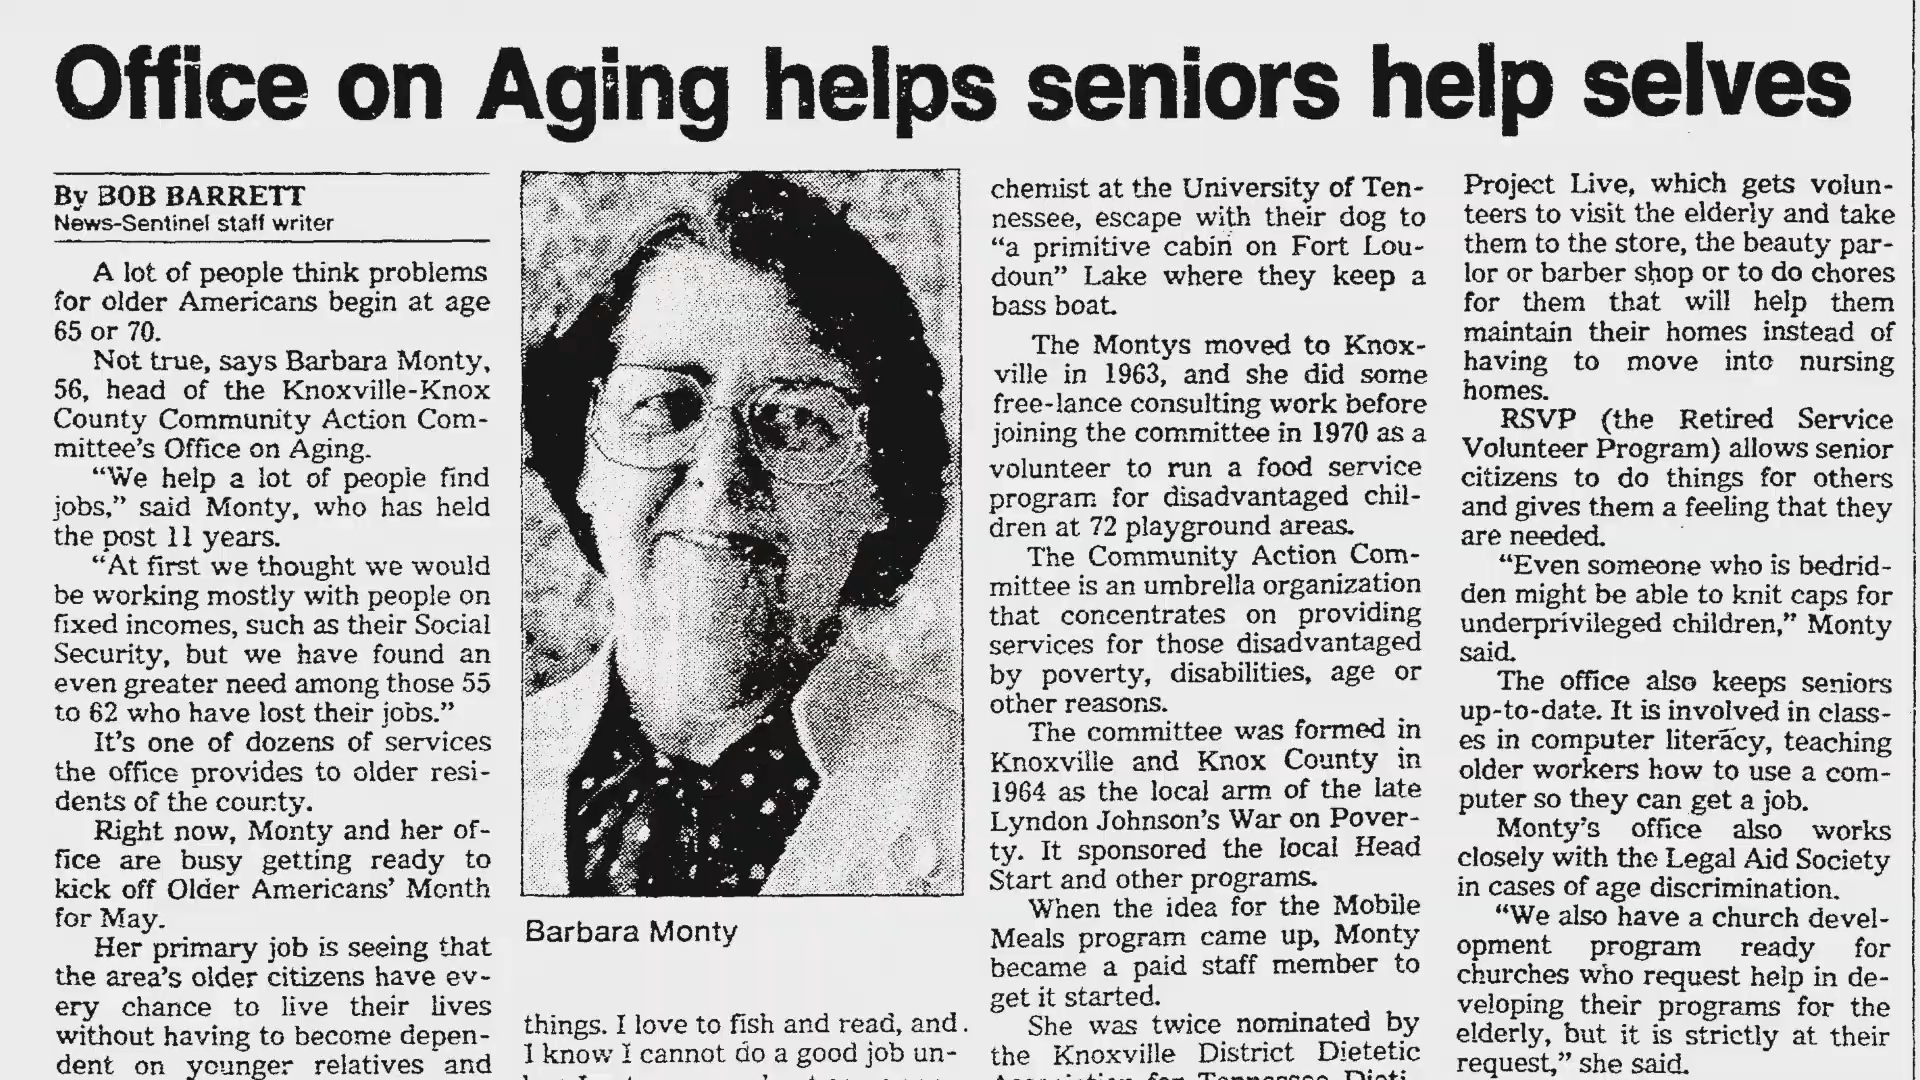 Office on Aging helps seniors help selves
By BOB BARRETT
News-Sentinel staff writer
A lot of people think problems
for older Americans begin at age
65 or 70.
Not true, says Barbara Monty,
56, head of the Knoxville-Knox
County Community Action Com-
mittee's Office on Aging.
“We help a lot of people find
jobs,” said Monty, who has held
the post 11 years.
“At first we thought we would
be working mostly with people on
fixed incomes, such as their Social
Security, but we have found an
even greater need among those 55
to 62 who have lost their jobs.”
It's one of dozens of services
the office provides to older resi-
dents of the county.
Right now, Monty and her of-
fice are busy getting ready to
kick off Older Americans' Month
for May.
Her primary job is seeing that
the area's older citizens have ev-
ery chance to live their lives
without having to become depen-
dent on younger relatives and
Barbara Monty
things. I love to fish and read, and
I know I cannot do a good job un-
chemist at the University of Ten-
nessee, escape with their dog to
“a primitive cabin on Fort Lou-
doun” Lake where they keep a
bass boat.
The Montys moved to Knox-
ville in 1963, and she did some
free-lance consulting work before
joining the committee in 1970 as a
volunteer to run a food service
program for disadvantaged chil-
dren at 72 playground areas.
The Community Action Com-
mittee is an umbrella organization
that concentrates on providing
services for those disadvantaged
by poverty, disabilities, age or
other reasons.
The committee was formed in
Knoxville and Knox County in
1964 as the local arm of the late
Lyndon Johnson's War on Pover-
ty. It sponsored the local Head
Start and other programs.
When the idea for the Mobile
Meals program came up, Monty
became a paid staff member to
get it started.
She was twice nominated by
the Knoxville District Dietetic
Association for Tennessee Dieti-
Project Live, which gets volun-
teers to visit the elderly and take
them to the store, the beauty par-
lor or barber shop or to do chores
for them that will help them
maintain their homes instead of
having to move into nursing
homes.
RSVP (the Retired Service
Volunteer Program) allows senior
citizens to do things for others
and gives them a feeling that they
are needed.
“Even someone who is bedrid-
den might be able to knit caps for
underprivileged children,” Monty
said.
The office also keeps seniors
up-to-date. It is involved in class-
es in computer literacy, teaching
older workers how to use a com-
puter so they can get a job.
Monty's office also works
closely with the Legal Aid Society
in cases of age discrimination.
“We also have a church devel-
opment program ready for
churches who request help in de-
veloping their programs for the
elderly, but it is strictly at their
request,” she said.